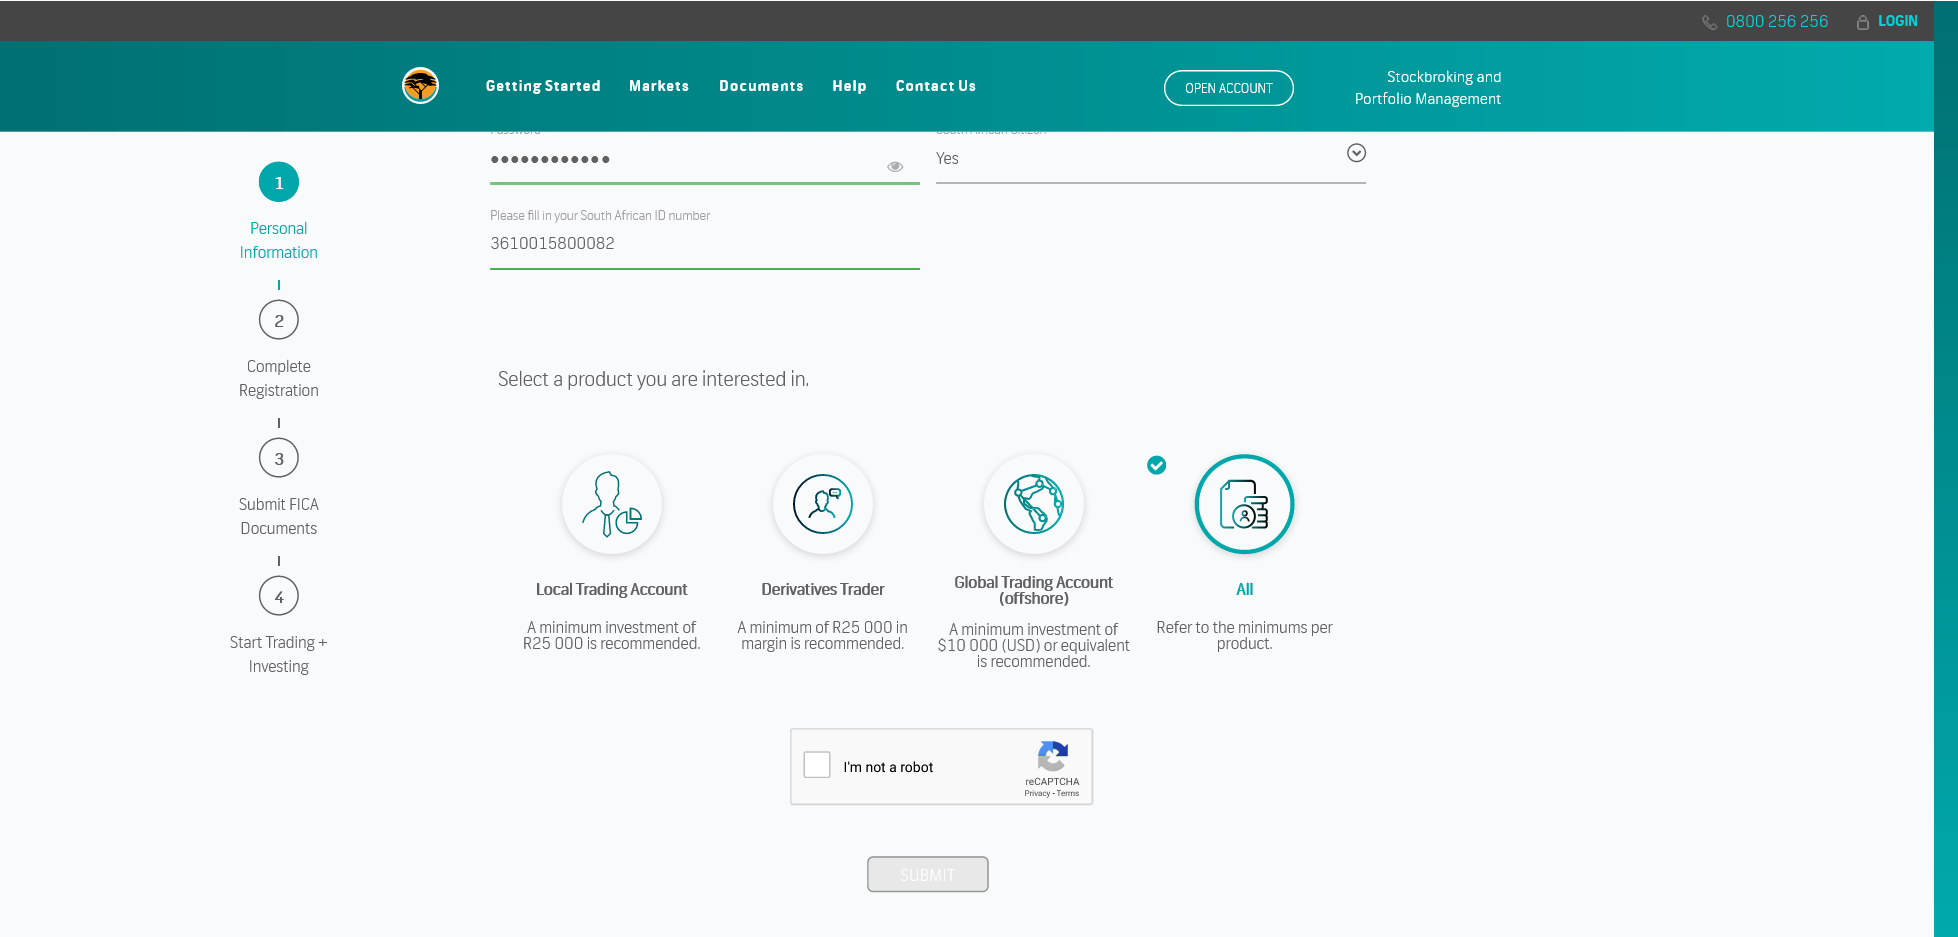 0800 256 256
LOGIN
Getting Started
Markets
Documents
Help
Contact Us
OPEN ACCOUNT
Stockbroking and
Portfolio Management
Password
South African Citizen
••••••••••••
Yes
Please fill in your South African ID number
3610015800082
1
Personal
Information
2
Complete
Registration
3
Submit FICA
Documents
4
Start Trading +
Investing
Select a product you are interested in.
Local Trading Account
A minimum investment of
R25 000 is recommended.
Derivatives Trader
A minimum of R25 000 in
margin is recommended.
Global Trading Account
(offshore)
A minimum investment of
$10 000 (USD) or equivalent
is recommended.
All
Refer to the minimums per
product.
I'm not a robot
reCAPTCHA
Privacy - Terms
SUBMIT